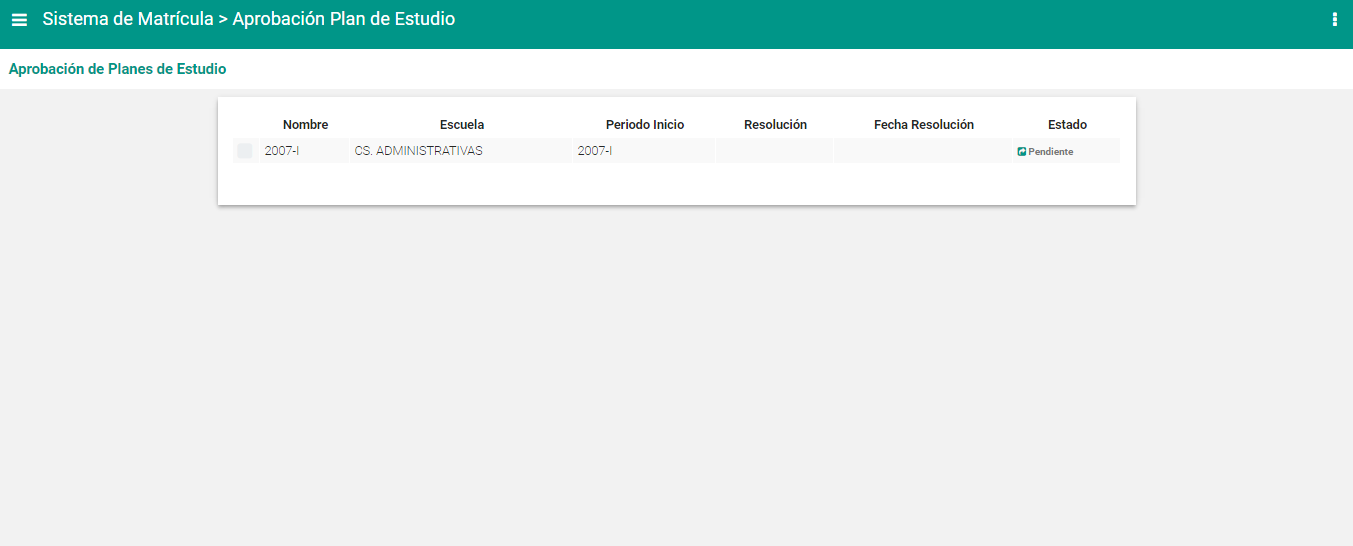 Sistema de Matrícula > Aprobación Plan de Estudio
Aprobación de Planes de Estudio
Nombre Escuela Periodo Inicio Resolución Fecha Resolución Estado
2007-I CS. ADMINISTRATIVAS 2007-I Pendiente